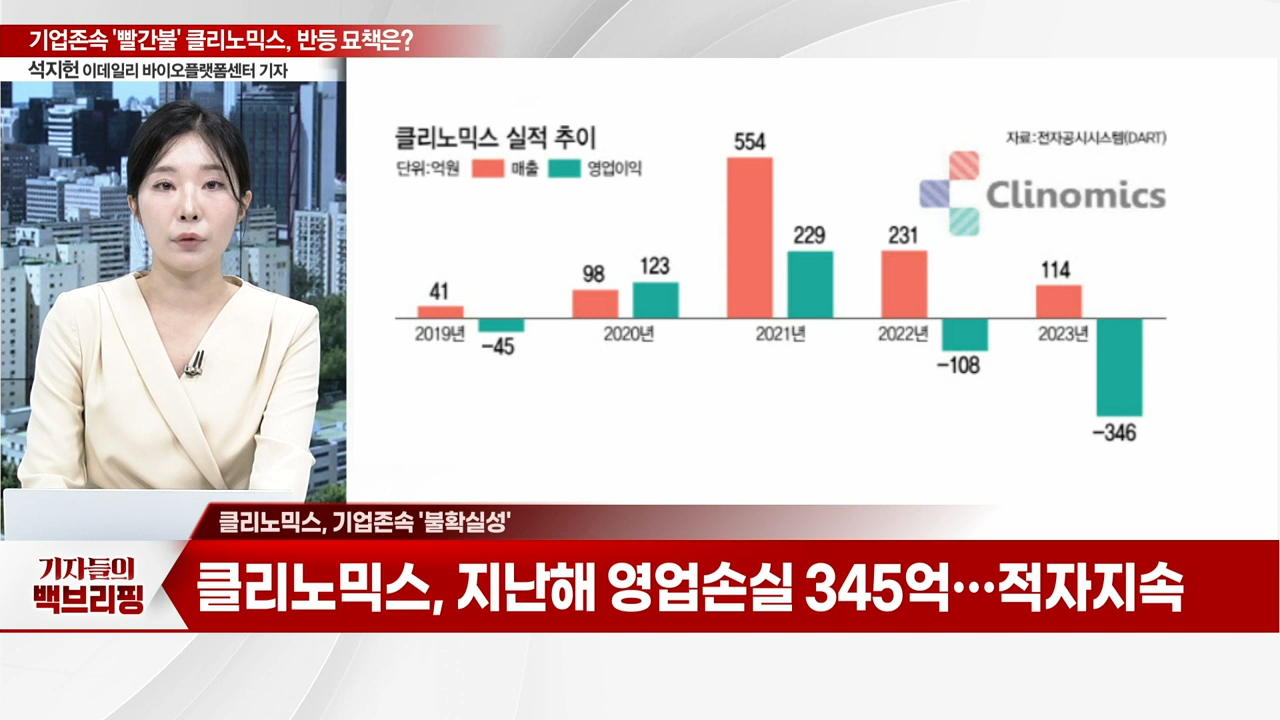 기업존속 '빨간불' 클리노믹스, 반등 묘책은?
석지헌 이데일리 바이오플랫폼센터 기자
클리노믹스 실적 추이
자료:전자공시시스템(DART)
단위:억원 매출 영업이익
Clinomics
41
-45
2019년
98
123
2020년
554
229
2021년
231
-108
2022년
114
-346
2023년
클리노믹스, 기업존속 '불확실성'
기자들의
백브리핑
클리노믹스, 지난해 영업손실 345억…적자지속